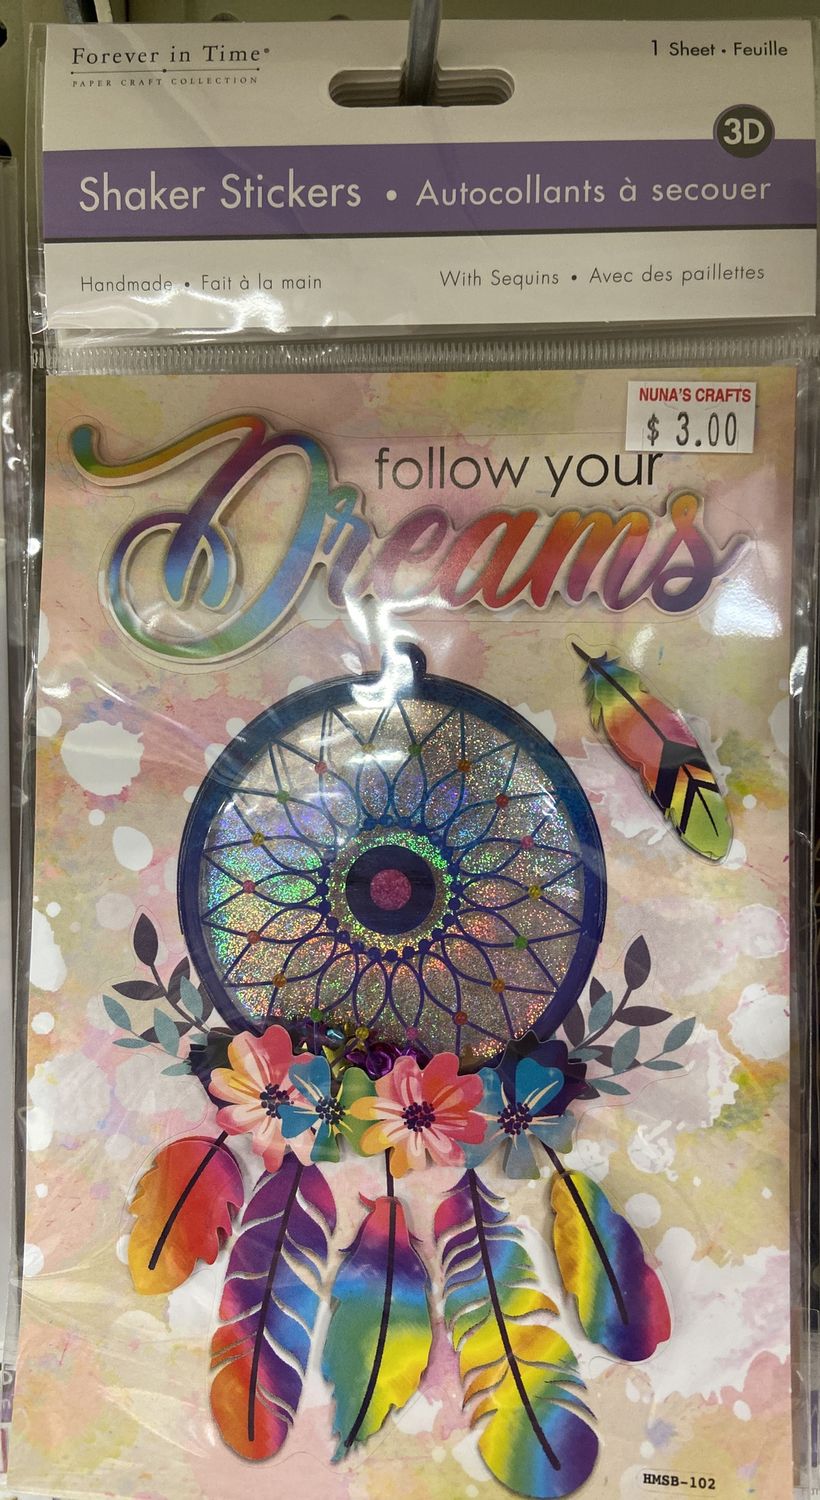 Forever in Time®
PAPER CRAFT COLLECTION
1 Sheet • Feuille
3D
Shaker Stickers • Autocollants à secouer
Handmade • Fait à la main
With Sequins • Avec des paillettes
NUNA'S CRAFTS
$ 3.00
follow your
Dreams
HMSB-102